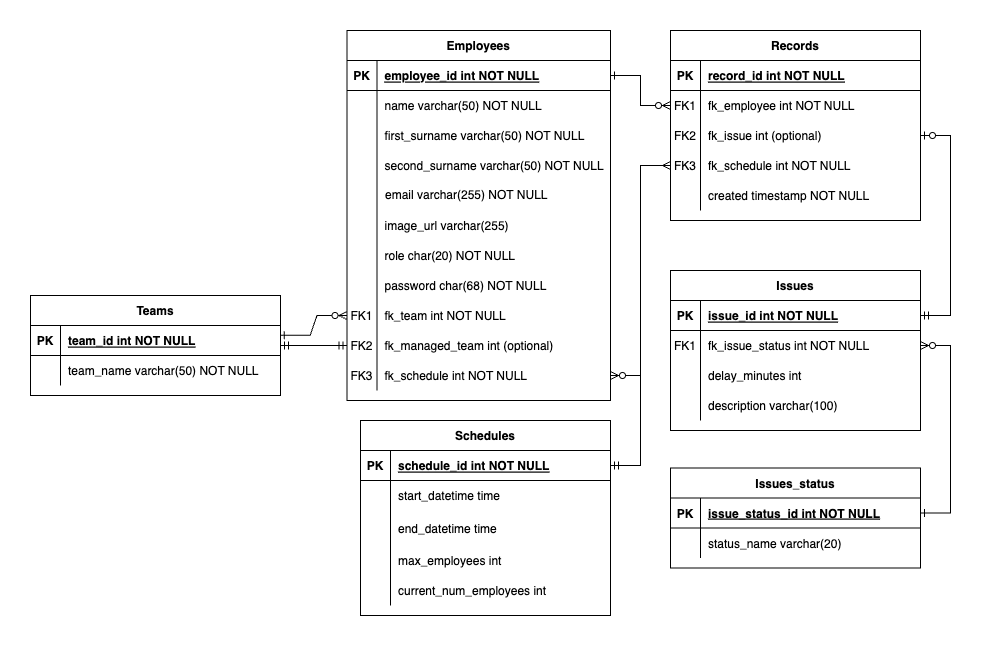 Employees
PK employee_id int NOT NULL
name varchar(50) NOT NULL
first_surname varchar(50) NOT NULL
second_surname varchar(50) NOT NULL
email varchar(255) NOT NULL
image_url varchar(255)
role char(20) NOT NULL
password char(68) NOT NULL
FK1 fk_team int NOT NULL
FK2 fk_managed_team int (optional)
FK3 fk_schedule int NOT NULL
Records
PK record_id int NOT NULL
FK1 fk_employee int NOT NULL
FK2 fk_issue int (optional)
FK3 fk_schedule int NOT NULL
created timestamp NOT NULL
Teams
PK team_id int NOT NULL
team_name varchar(50) NOT NULL
Issues
PK issue_id int NOT NULL
FK1 fk_issue_status int NOT NULL
delay_minutes int
description varchar(100)
Schedules
PK schedule_id int NOT NULL
start_datetime time
end_datetime time
max_employees int
current_num_employees int
Issues_status
PK issue_status_id int NOT NULL
status_name varchar(20)